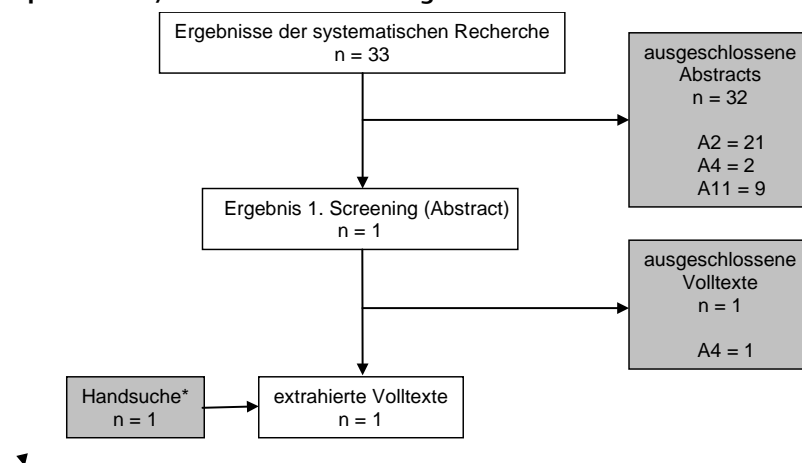 Ergebnisse der systematischen Recherche
n = 33
ausgeschlossene
Abstracts
n = 32
A2 = 21
A4 = 2
A11 = 9
Ergebnis 1. Screening (Abstract)
n = 1
ausgeschlossene
Volltexte
n = 1
A4 = 1
Handsuche*
n = 1
extrahierte Volltexte
n = 1